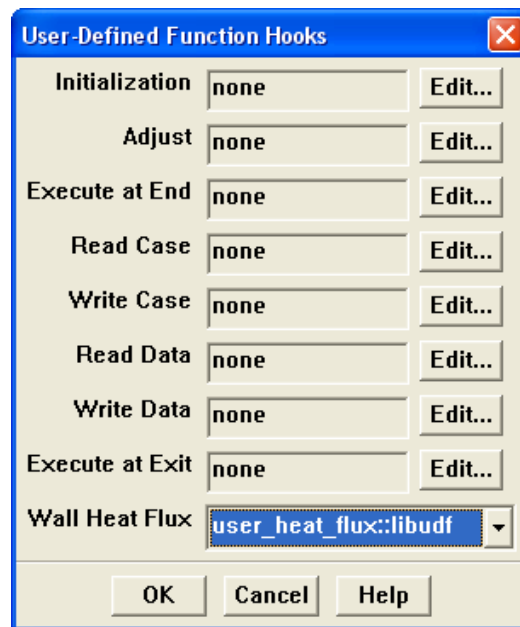 User-Defined Function Hooks
Initialization none Edit...
Adjust none Edit...
Execute at End none Edit...
Read Case none Edit...
Write Case none Edit...
Read Data none Edit...
Write Data none Edit...
Execute at Exit none Edit...
Wall Heat Flux user_heat_flux::libudf
OK Cancel Help